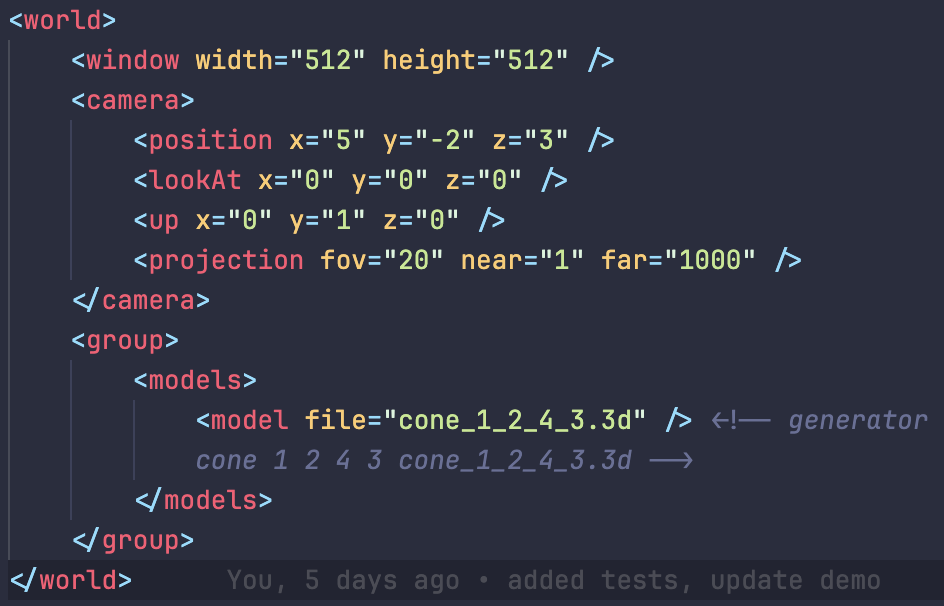 <world>
    <window width="512" height="512" />
    <camera>
        <position x="5" y="-2" z="3" />
        <lookAt x="0" y="0" z="0" />
        <up x="0" y="1" z="0" />
        <projection fov="20" near="1" far="1000" />
    </camera>
    <group>
        <models>
            <model file="cone_1_2_4_3.3d" /> <!-- generator
            cone 1 2 4 3 cone_1_2_4_3.3d -->
        </models>
    </group>
</world> You, 5 days ago • added tests, update demo